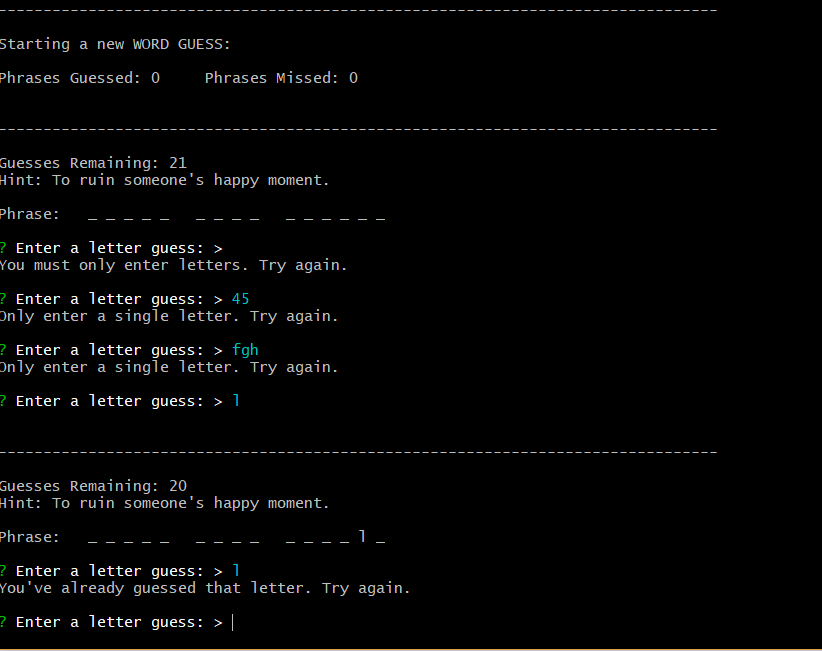 --------------------------------------------------------------------------------
Starting a new WORD GUESS:
Phrases Guessed: 0     Phrases Missed: 0
--------------------------------------------------------------------------------
Guesses Remaining: 21
Hint: To ruin someone's happy moment.
Phrase:   _ _ _ _ _   _ _ _ _   _ _ _ _ _ _
? Enter a letter guess: >
You must only enter letters. Try again.
? Enter a letter guess: > 45
Only enter a single letter. Try again.
? Enter a letter guess: > fgh
Only enter a single letter. Try again.
? Enter a letter guess: > l
--------------------------------------------------------------------------------
Guesses Remaining: 20
Hint: To ruin someone's happy moment.
Phrase:   _ _ _ _ _   _ _ _ _   _ _ _ _ l _
? Enter a letter guess: > l
You've already guessed that letter. Try again.
? Enter a letter guess: >